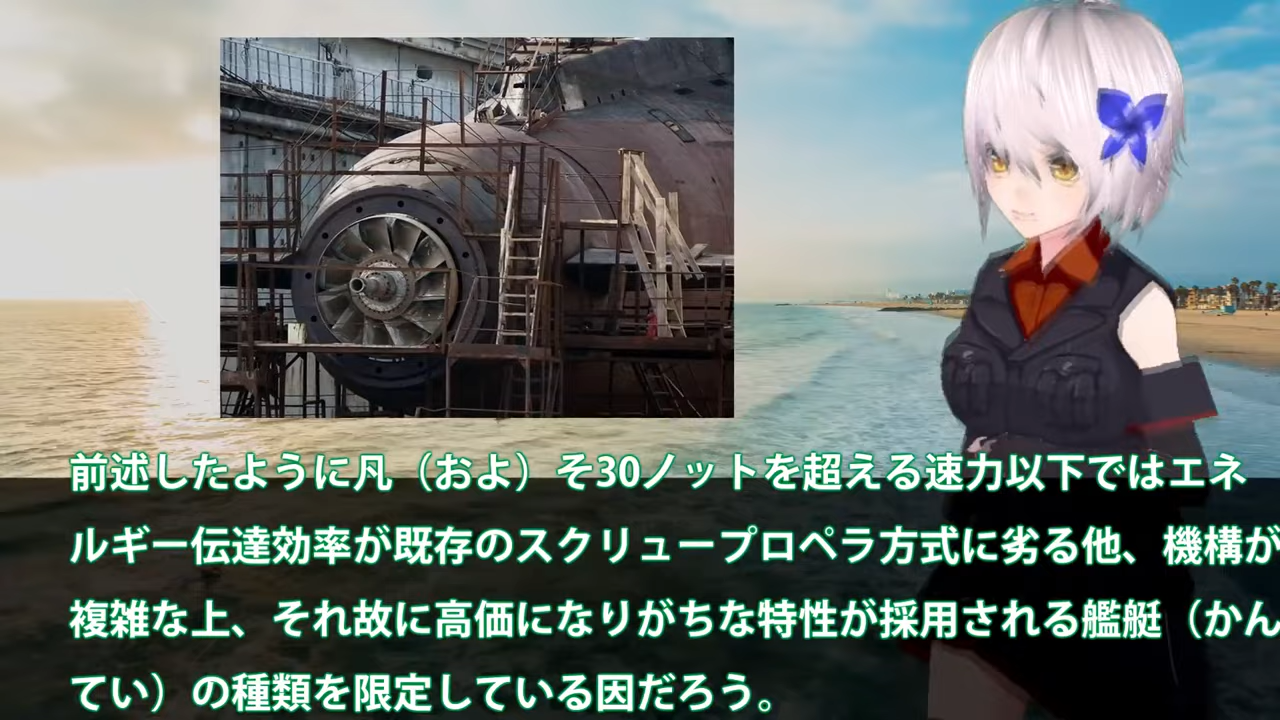 前述したように凡（およ）そ30ノットを超える速力以下ではエネ
ルギー伝達効率が既存のスクリュープロペラ方式に劣る他、機構が
複雑な上、それ故に高価になりがちな特性が採用される艦艇（かん
てい）の種類を限定している因だろう。